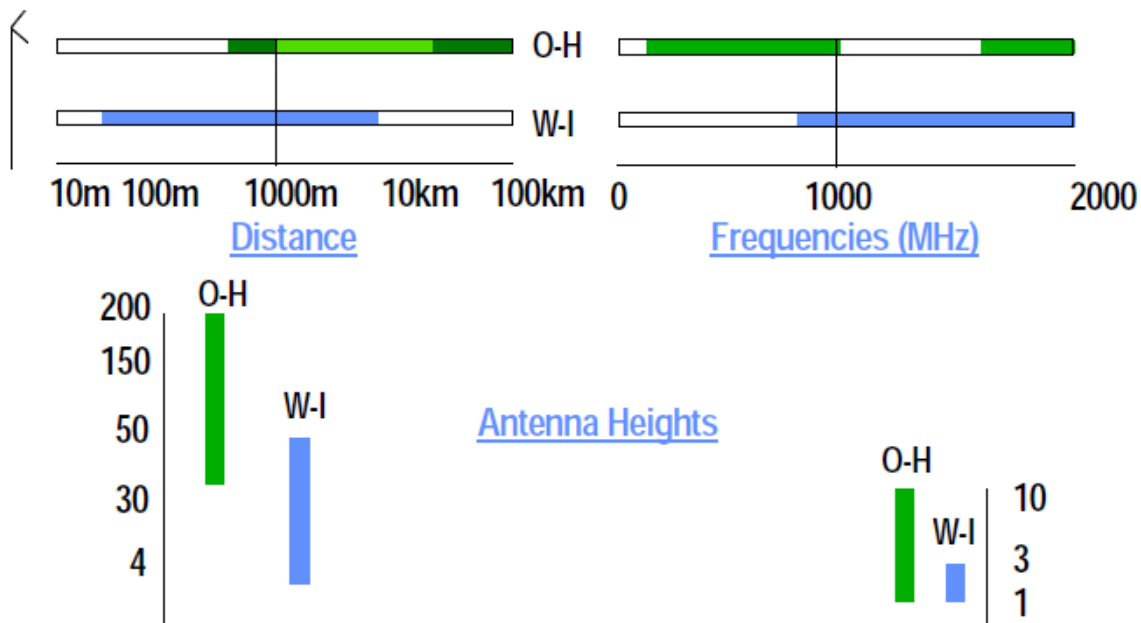 O-H
W-I
10m 100m 1000m 10km 100km
0 1000 2000
Distance
Frequencies (MHz)
O-H
200
150
W-I
50
Antenna Heights
O-H
30
10
W-I
4
3
1